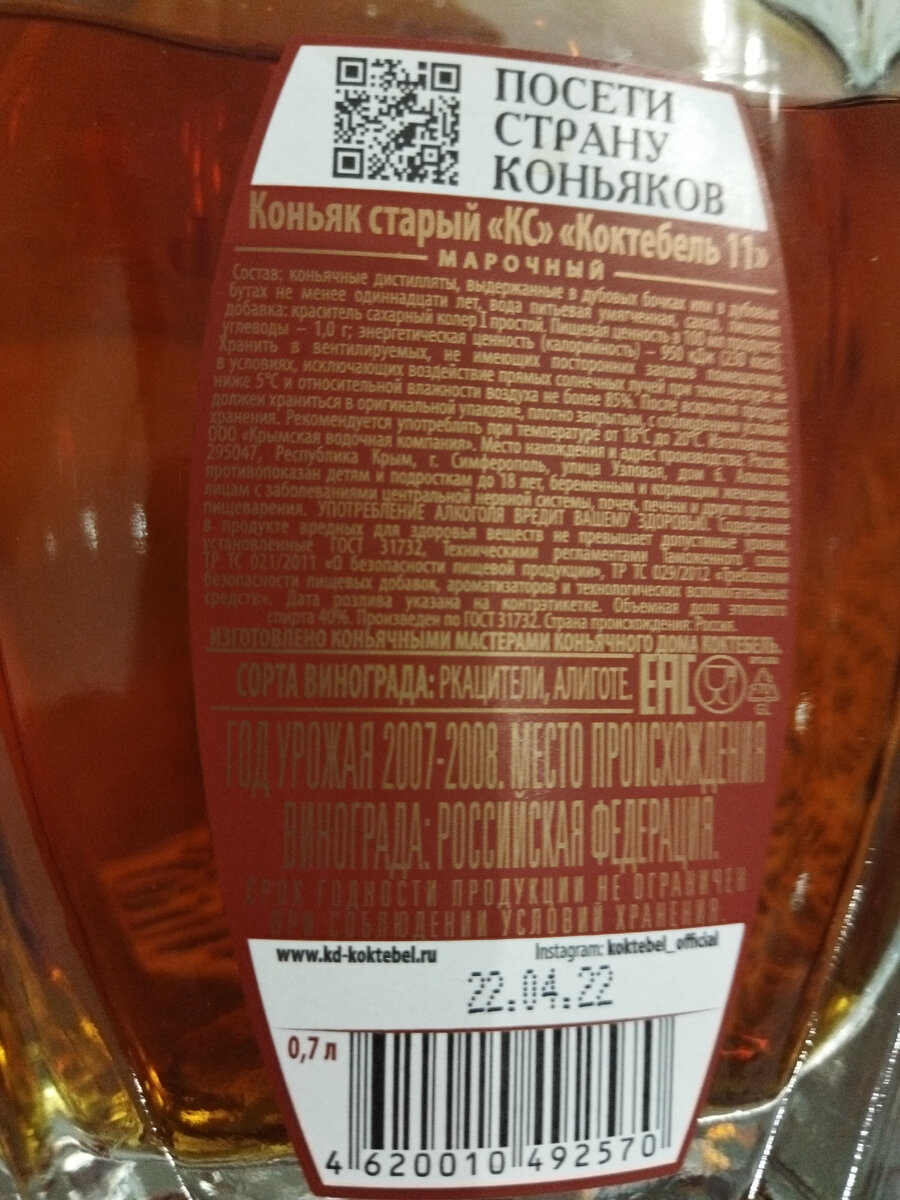 ПОСЕТИ
СТРАНУ
КОНЬЯКОВ
Коньяк старый «КС» «Коктебель 11»
МАРОЧНЫЙ
Состав: коньячные дистилляты, выдержанные в дубовых бочках или в дубовых
бутах не менее одиннадцати лет, вода питьевая умягченная, сахар, пищевая
добавка: краситель сахарный колер I простой. Пищевая ценность в 100 мл продукта:
углеводы – 1,0 г; энергетическая ценность (калорийность) – 950 кДж (230 ккал).
Хранить в вентилируемых, не имеющих посторонних запахов помещениях,
в условиях, исключающих воздействие прямых солнечных лучей при температуре не
ниже 5°С и относительной влажности воздуха не более 85%. После вскрытия продукт
должен храниться в оригинальной упаковке, плотно закрытым, с соблюдением условий
хранения. Рекомендуется употреблять при температуре от 18°С до 20°С. Изготовитель:
ООО «Крымская водочная компания». Место нахождения и адрес производства: Россия,
295047, Республика Крым, г. Симферополь, улица Узловая, дом 6. Алкоголь
противопоказан детям и подросткам до 18 лет, беременным и кормящим женщинам,
лицам с заболеваниями центральной нервной системы, почек, печени и других органов
пищеварения. УПОТРЕБЛЕНИЕ АЛКОГОЛЯ ВРЕДИТ ВАШЕМУ ЗДОРОВЬЮ. Содержание
в продукте вредных для здоровья веществ не превышает допустимые уровни,
установленные ГОСТ 31732, Техническими регламентами Таможенного союза
ТР ТС 021/2011 «О безопасности пищевой продукции», ТР ТС 029/2012 «Требования
безопасности пищевых добавок, ароматизаторов и технологических вспомогательных
средств». Дата розлива указана на контрэтикетке. Объемная доля этилового
спирта 40%. Произведен по ГОСТ 31732. Страна происхождения: Россия.
ИЗГОТОВЛЕНО КОНЬЯЧНЫМИ МАСТЕРАМИ КОНЬЯЧНОГО ДОМА КОКТЕБЕЛЬ.
СОРТА ВИНОГРАДА: РКАЦИТЕЛИ, АЛИГОТЕ. EAC
GL
ГОД УРОЖАЯ 2007-2008. МЕСТО ПРОИСХОЖДЕНИЯ
ВИНОГРАДА: РОССИЙСКАЯ ФЕДЕРАЦИЯ.
СРОК ГОДНОСТИ ПРОДУКЦИИ НЕ ОГРАНИЧЕН
ПРИ СОБЛЮДЕНИИ УСЛОВИЙ ХРАНЕНИЯ.
www.kd-koktebel.ru Instagram: koktebel_official
22.04.22
0,7 л
4 620010 492570